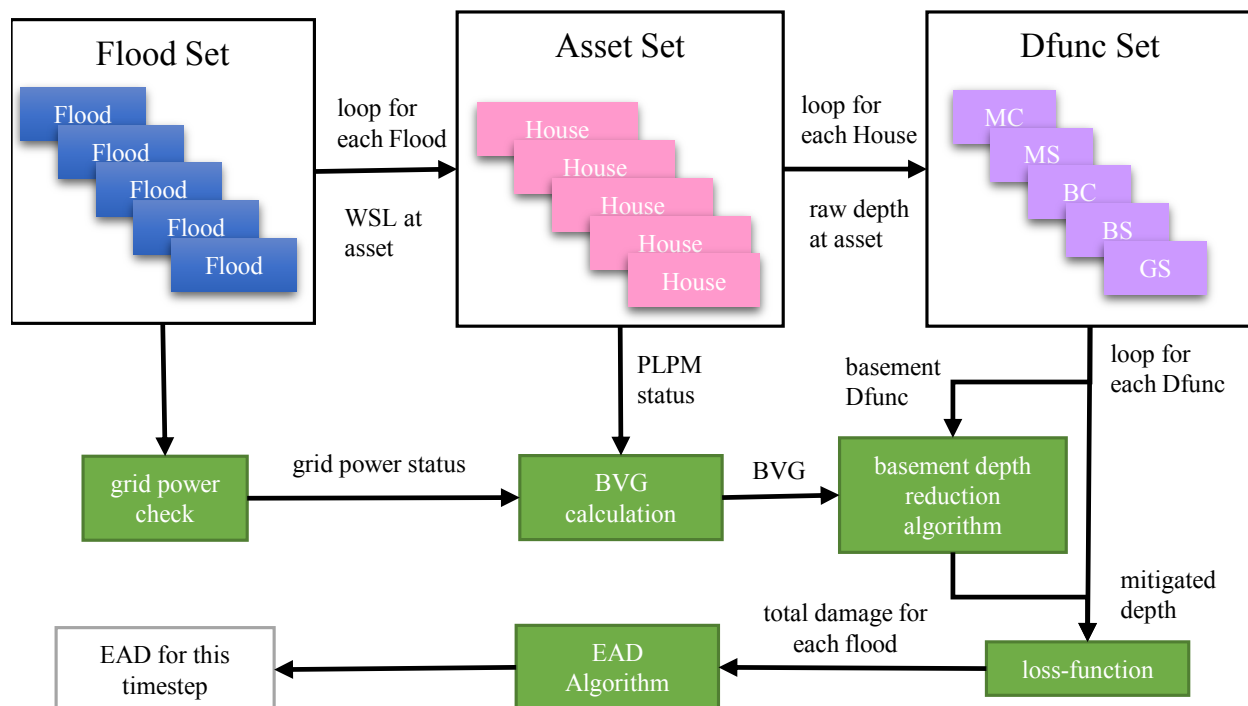 Flood Set
Flood
Flood
Flood
Flood
Flood
loop for
each Flood
WSL at
asset
Asset Set
House
House
House
House
House
loop for
each House
raw depth
at asset
Dfunc Set
MC
MS
BC
BS
GS
PLPM
status
basement
Dfunc
loop for
each Dfunc
grid power
check
grid power status
BVG
calculation
BVG
basement depth
reduction
algorithm
mitigated
depth
loss-function
total damage for
each flood
EAD
Algorithm
EAD for this
timestep